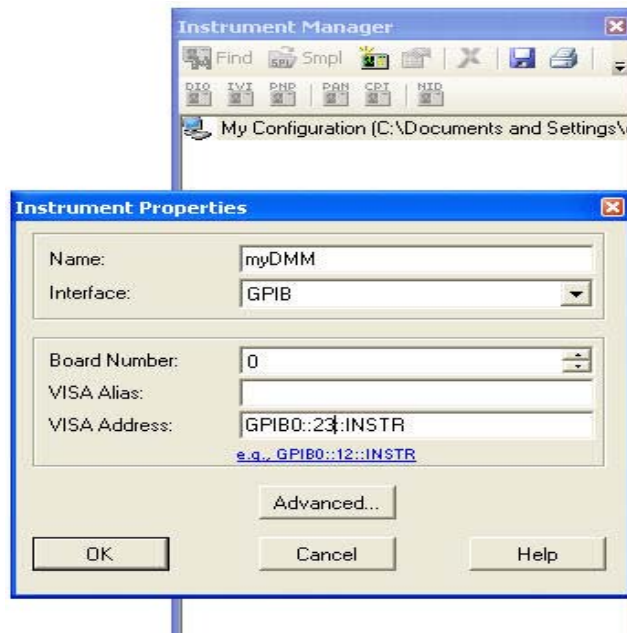 Instrument Manager
Find Smpl
DIO IVI PNP PAN CPT NID
My Configuration (C:\Documents and Settings\
Instrument Properties
Name: myDMM
Interface: GPIB
Board Number: 0
VISA Alias:
VISA Address: GPIB0::23::INSTR
e.g., GPIB0::12::INSTR
Advanced...
OK Cancel Help